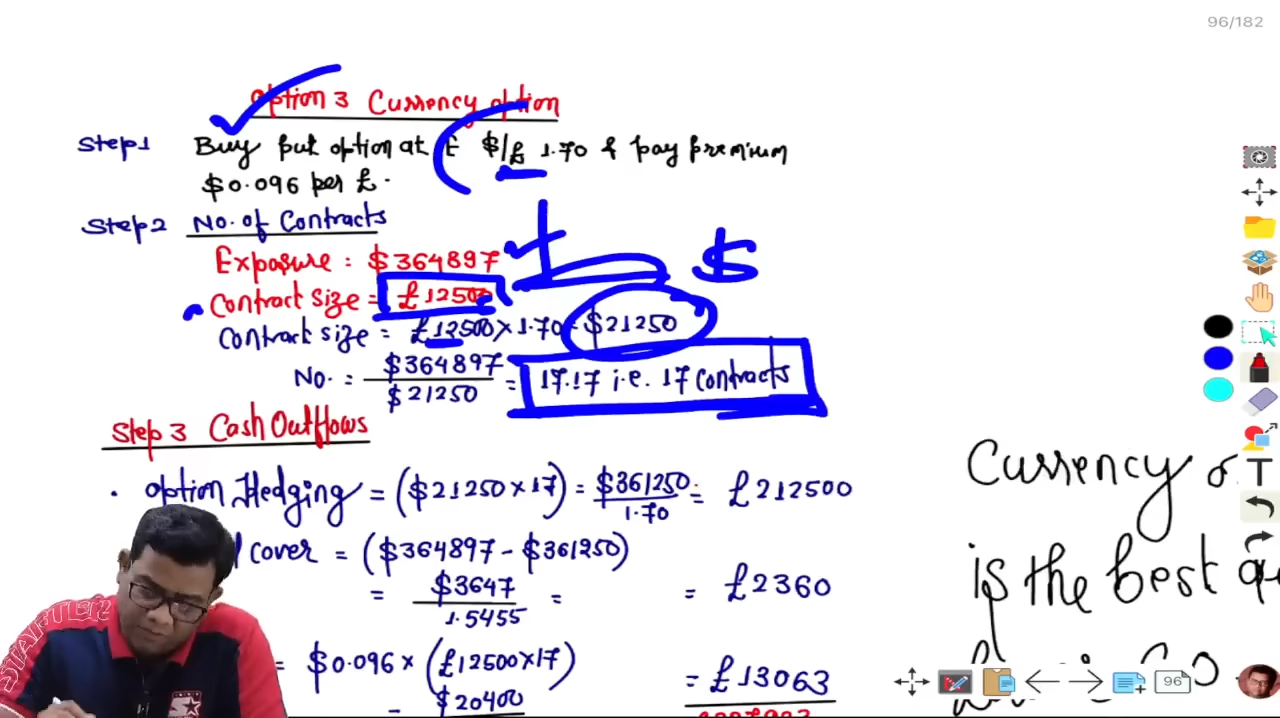 96/182
option 3 Currency option
Step1 Buy put option at £ $/£ 1.70 & pay premium
$0.096 per £.
Step2 No. of Contracts
Exposure = $364897
Contract size = £12500
$
Contract size = £12500 × 1.70 = $21250
No. = $364897 / $21250 = 17.17 i.e. 17 Contracts
Step 3 Cash Outflows
. option Hedging = ($21250 × 17) = $361250 / 1.70 = £212500
cover = ($364897 - $361250)
= $3647 / 1.5455 = = £2360
= $0.096 × (£12500 × 17) = £13063
= $20400
Currency
is the best
STARTER
96